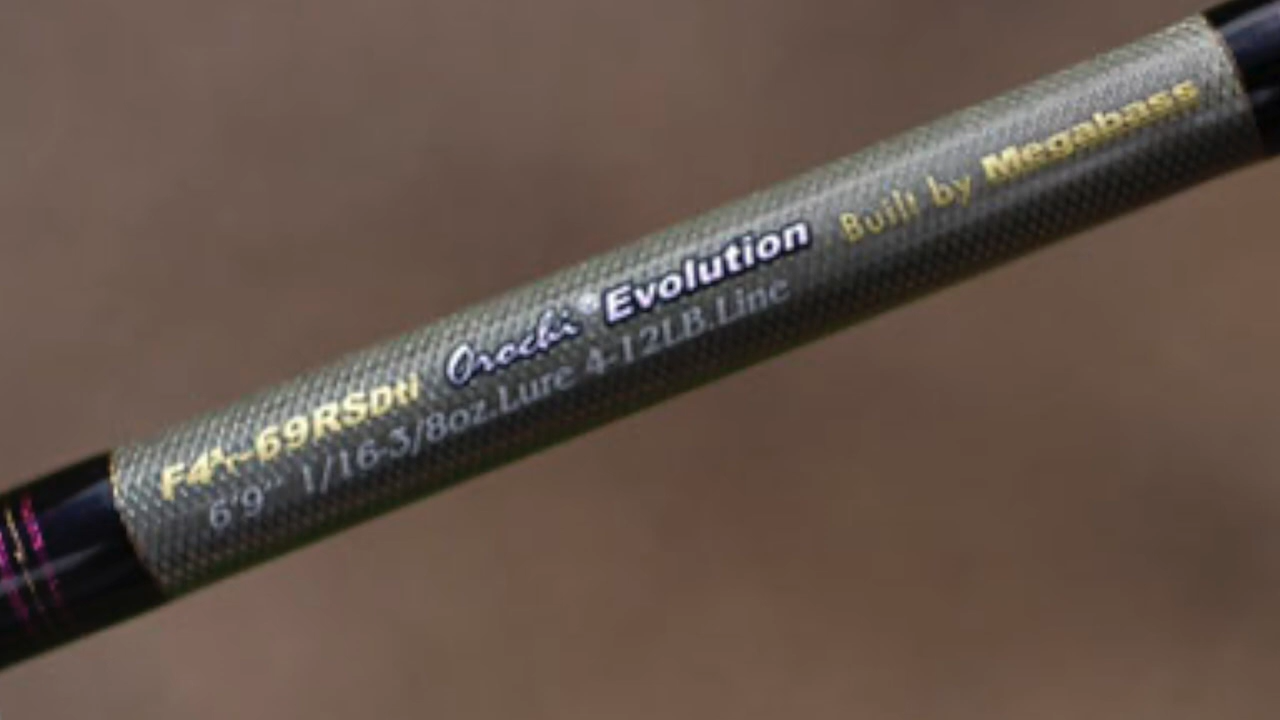 F4½-69RSDti Orochi Evolution Built by Megabass
6'9" 1/16-3/8oz.Lure 4-12LB.Line